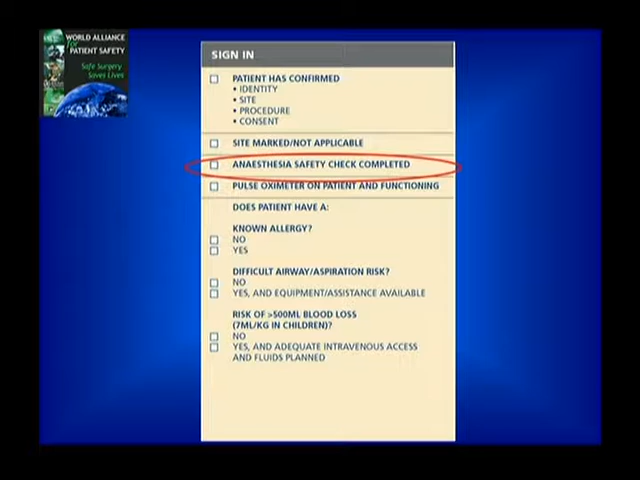 WORLD ALLIANCE
for
PATIENT SAFETY
Safe Surgery
Saves Lives
SIGN IN
PATIENT HAS CONFIRMED
• IDENTITY
• SITE
• PROCEDURE
• CONSENT
SITE MARKED/NOT APPLICABLE
ANAESTHESIA SAFETY CHECK COMPLETED
PULSE OXIMETER ON PATIENT AND FUNCTIONING
DOES PATIENT HAVE A:
KNOWN ALLERGY?
NO
YES
DIFFICULT AIRWAY/ASPIRATION RISK?
NO
YES, AND EQUIPMENT/ASSISTANCE AVAILABLE
RISK OF >500ML BLOOD LOSS
(7ML/KG IN CHILDREN)?
NO
YES, AND ADEQUATE INTRAVENOUS ACCESS
AND FLUIDS PLANNED